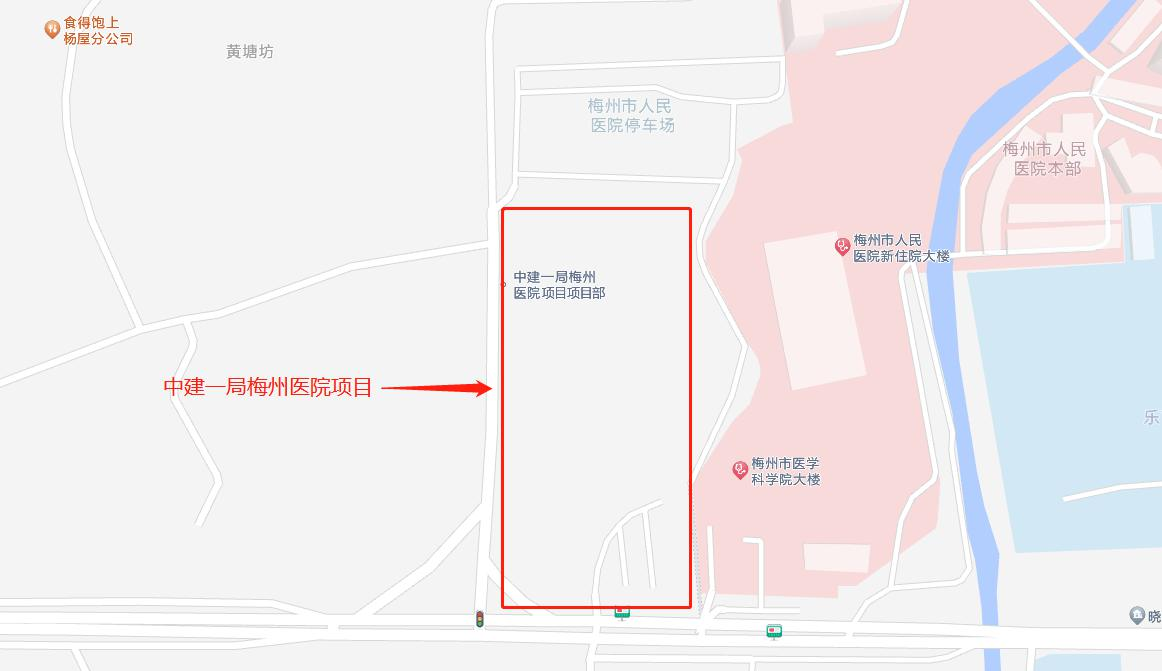 食得饱上
杨屋分公司
黄塘坊
梅州市人民
医院停车场
梅州市人民
医院本部
梅州市人民
医院新住院大楼
中建一局梅州
医院项目项目部
中建一局梅州医院项目
乐
梅州市医学
科学院大楼
晓